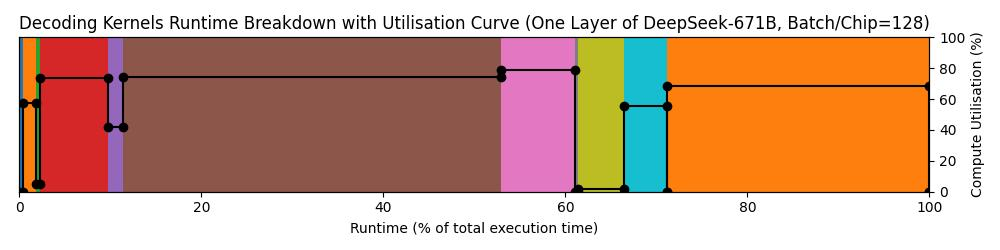 Decoding Kernels Runtime Breakdown with Utilisation Curve (One Layer of DeepSeek-671B, Batch/Chip=128)
100
80
60
40
20
0
Compute Utilisation (%)
0 20 40 60 80 100
Runtime (% of total execution time)